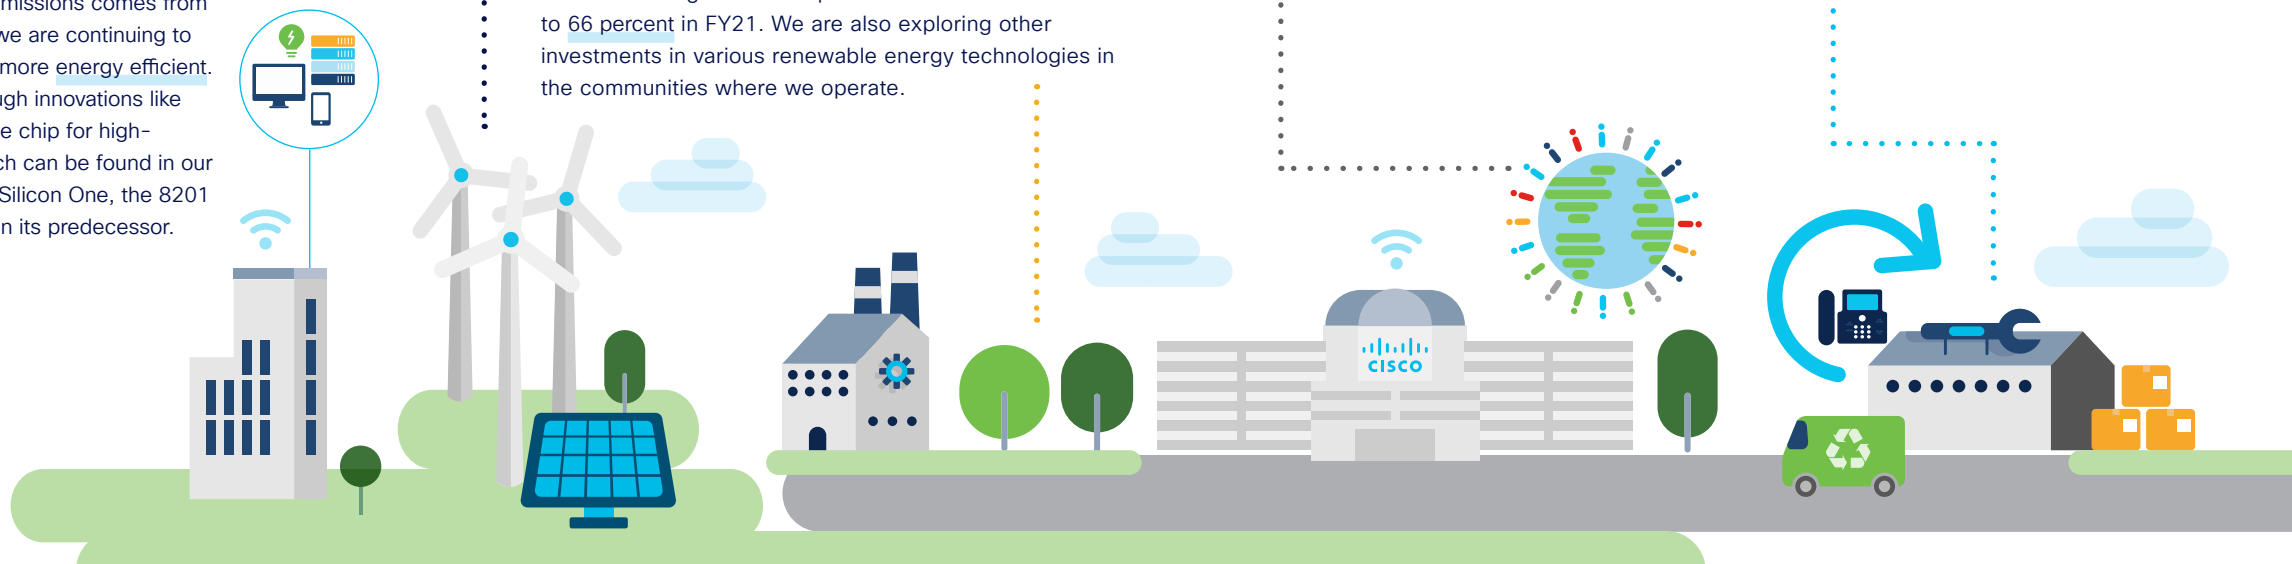 missions comes from
we are continuing to
more energy efficient.
ugh innovations like
e chip for high-
ch can be found in our
Silicon One, the 8201
n its predecessor.
to 66 percent in FY21. We are also exploring other
investments in various renewable energy technologies in
the communities where we operate.
CISCO